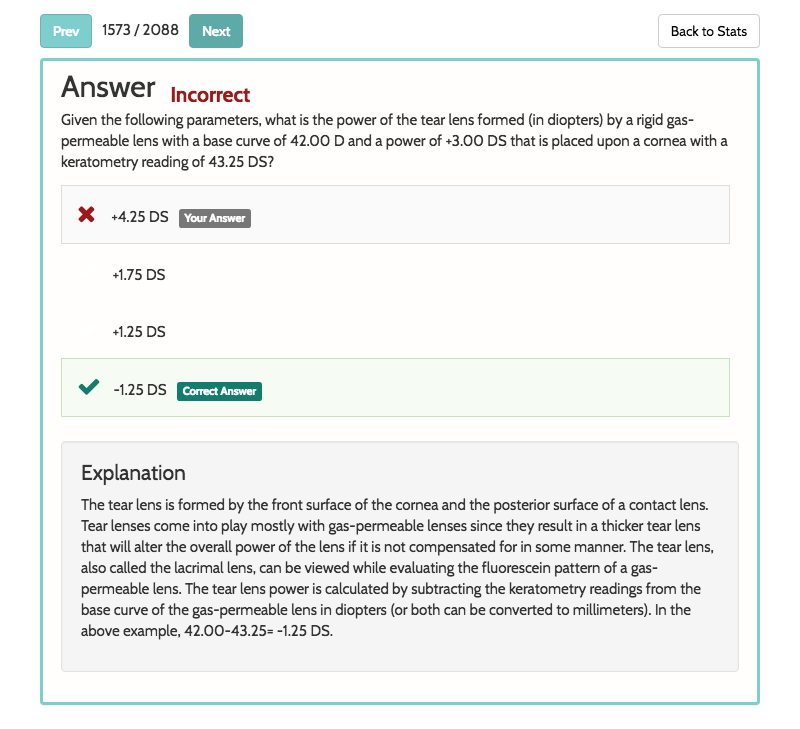 Prev 1573 / 2088 Next Back to Stats
Answer Incorrect
Given the following parameters, what is the power of the tear lens formed (in diopters) by a rigid gas-
permeable lens with a base curve of 42.00 D and a power of +3.00 DS that is placed upon a cornea with a
keratometry reading of 43.25 DS?
+4.25 DS Your Answer
+1.75 DS
+1.25 DS
-1.25 DS Correct Answer
Explanation
The tear lens is formed by the front surface of the cornea and the posterior surface of a contact lens.
Tear lenses come into play mostly with gas-permeable lenses since they result in a thicker tear lens
that will alter the overall power of the lens if it is not compensated for in some manner. The tear lens,
also called the lacrimal lens, can be viewed while evaluating the fluorescein pattern of a gas-
permeable lens. The tear lens power is calculated by subtracting the keratometry readings from the
base curve of the gas-permeable lens in diopters (or both can be converted to millimeters). In the
above example, 42.00-43.25= -1.25 DS.